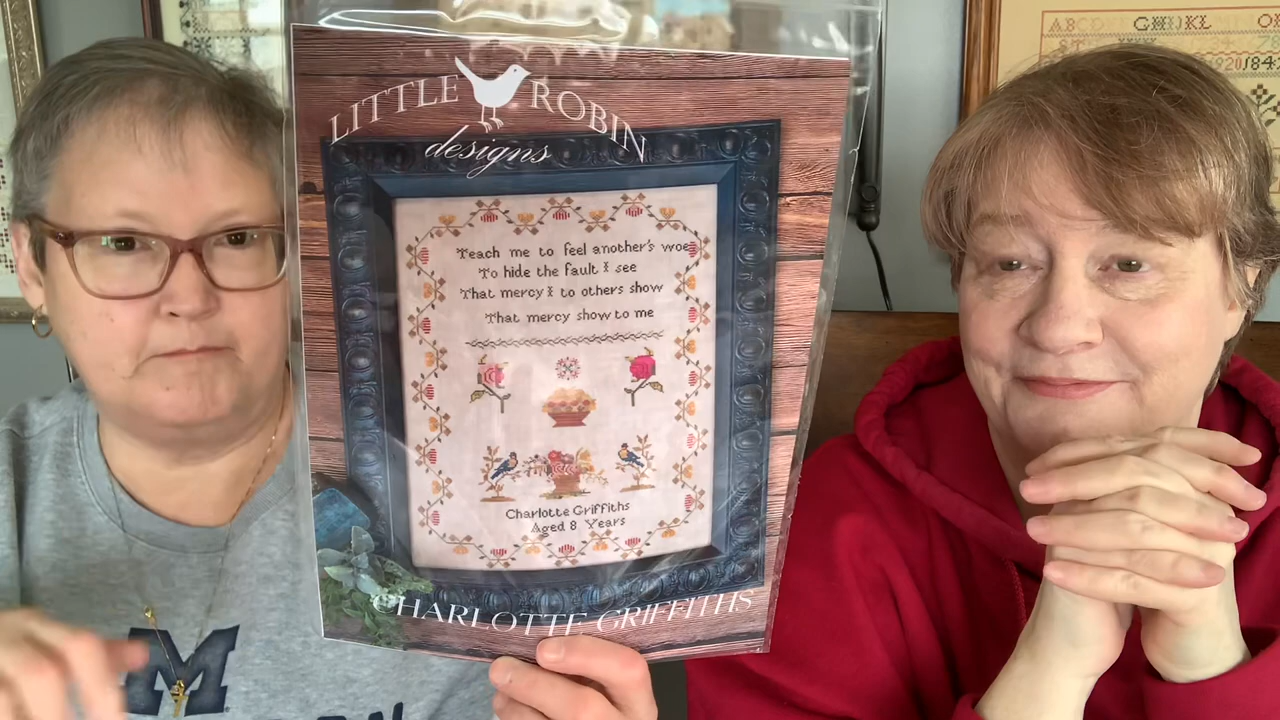 LITTLE ROBIN
designs
Teach me to feel another's woe
To hide the fault I see
That mercy I to others show
That mercy show to me
Charlotte Griffiths
Aged 8 Years
CHARLOTTE GRIFFITHS
M